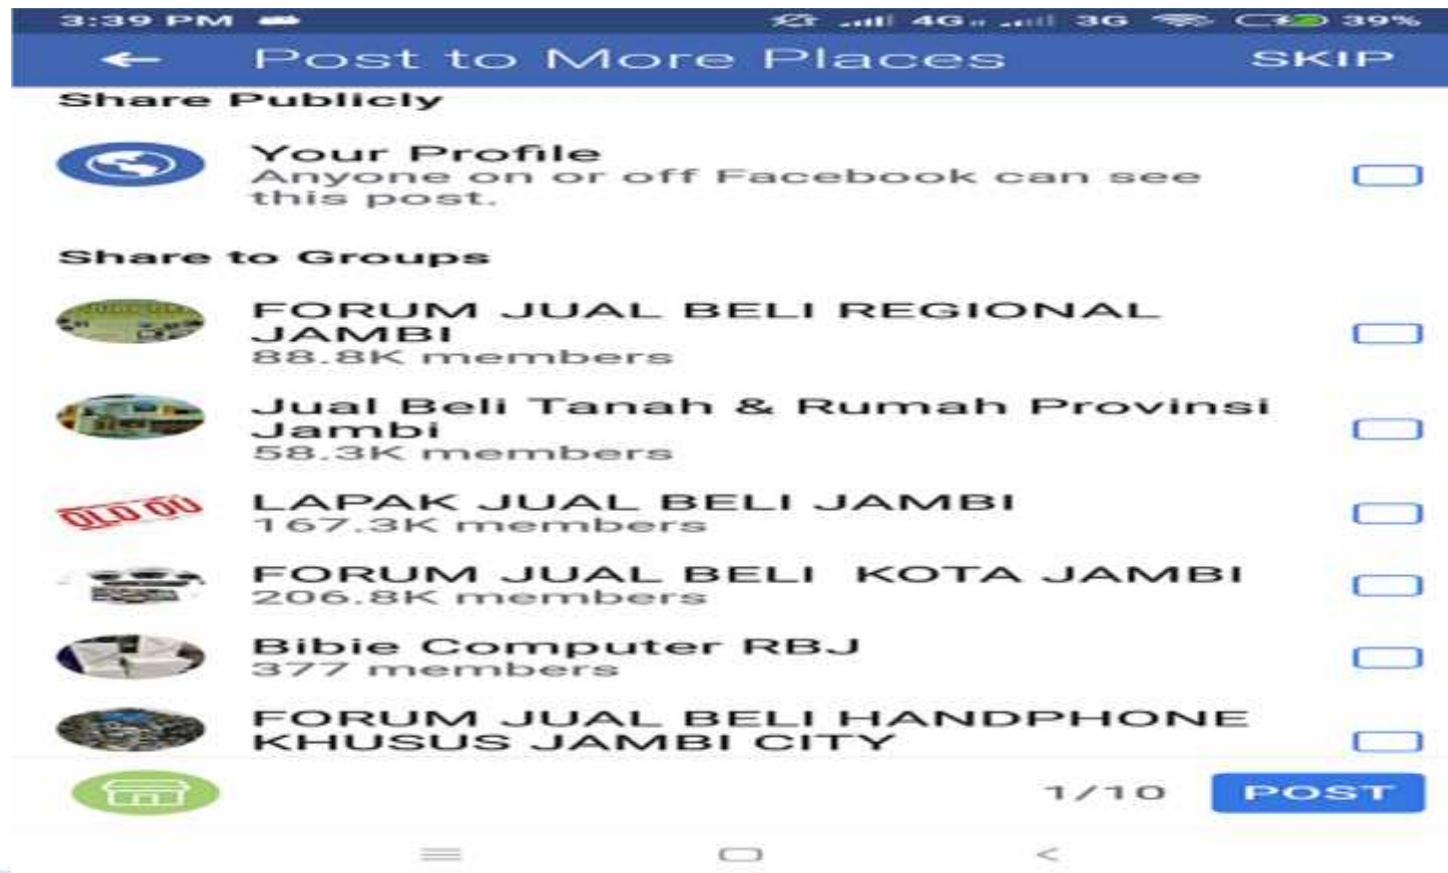 3:39 PM 4G 3G 39%
Post to More Places SKIP
Share Publicly
Your Profile
Anyone on or off Facebook can see
this post.
Share to Groups
FORUM JUAL BELI REGIONAL
JAMBI
88.8K members
Jual Beli Tanah & Rumah Provinsi
Jambi
58.3K members
OLD OU
LAPAK JUAL BELI JAMBI
167.3K members
FORUM JUAL BELI KOTA JAMBI
206.8K members
Bibie Computer RBJ
377 members
FORUM JUAL BELI HANDPHONE
KHUSUS JAMBI CITY
1/10 POST